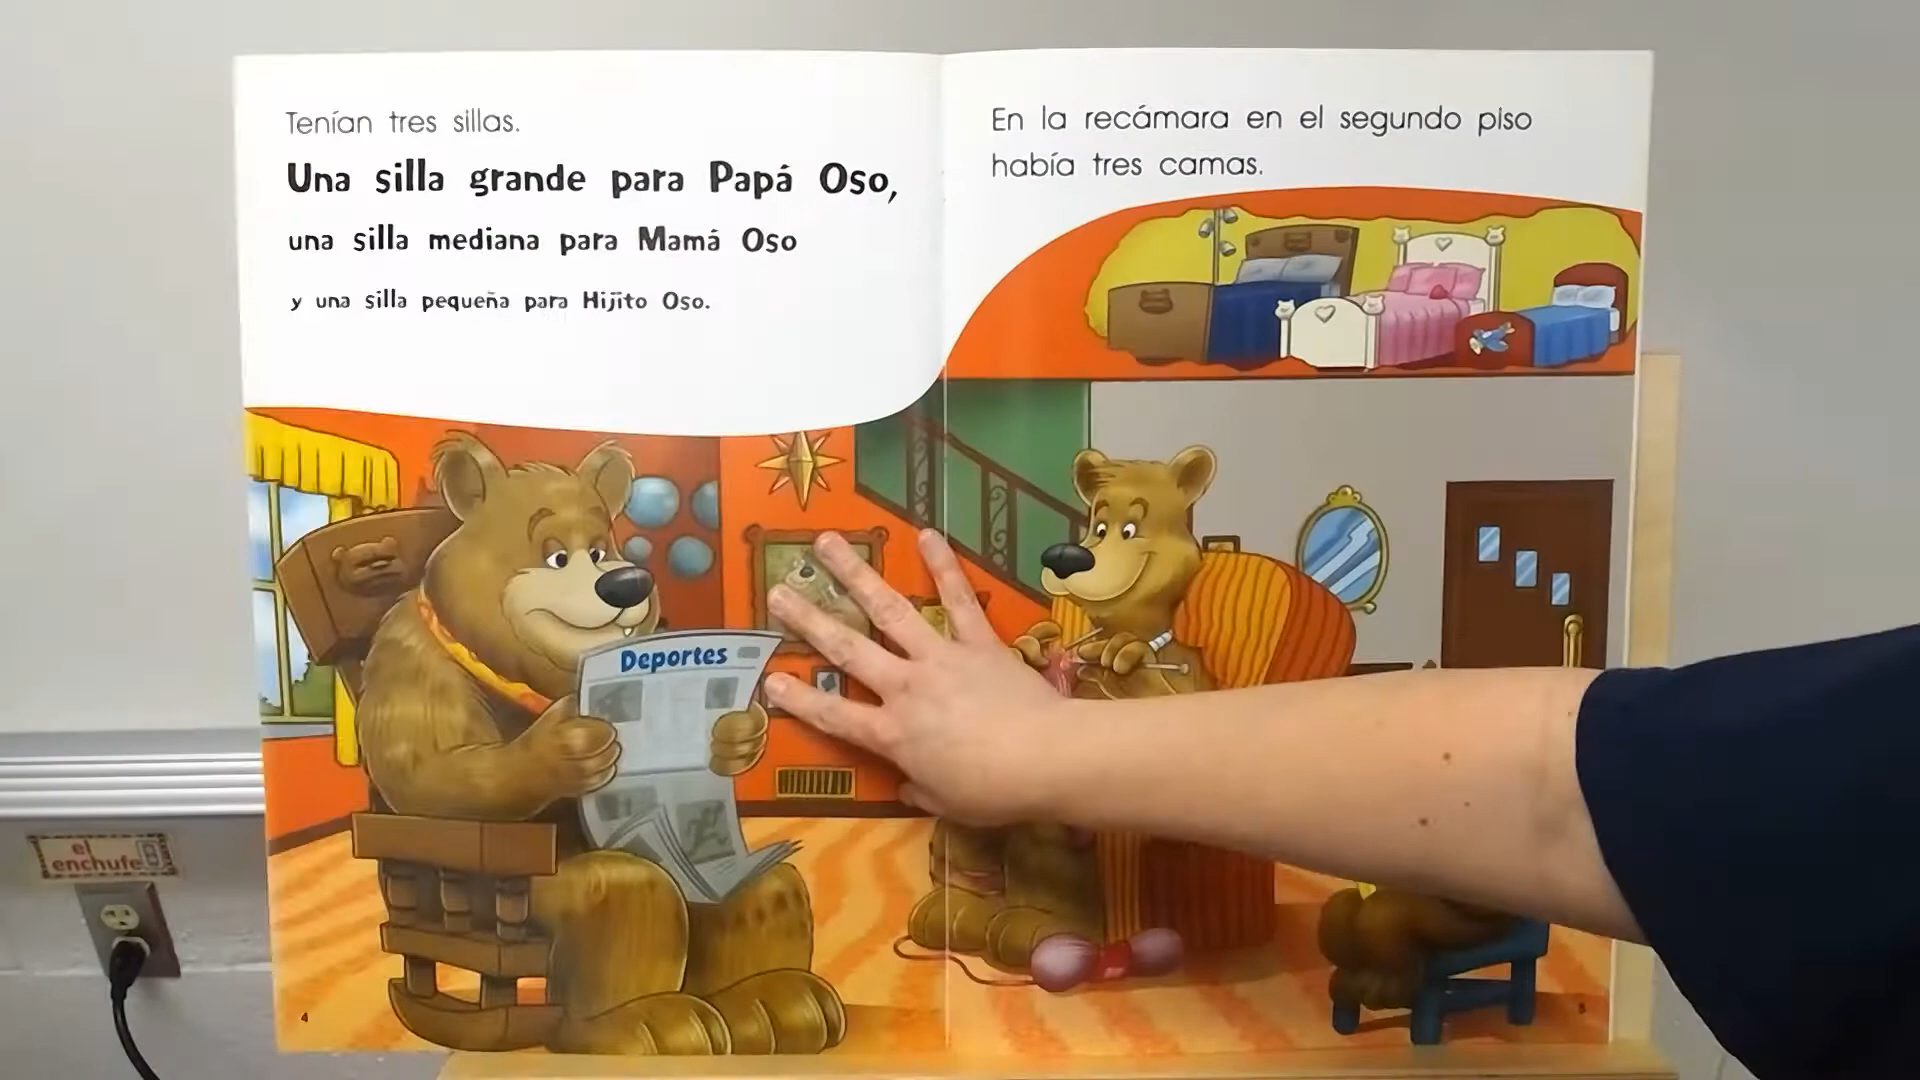 Tenían tres sillas.
Una silla grande para Papá Oso,
una silla mediana para Mamá Oso
y una silla pequeña para Hijito Oso.
En la recámara en el segundo piso
había tres camas.
Deportes
el
enchufe
4
5